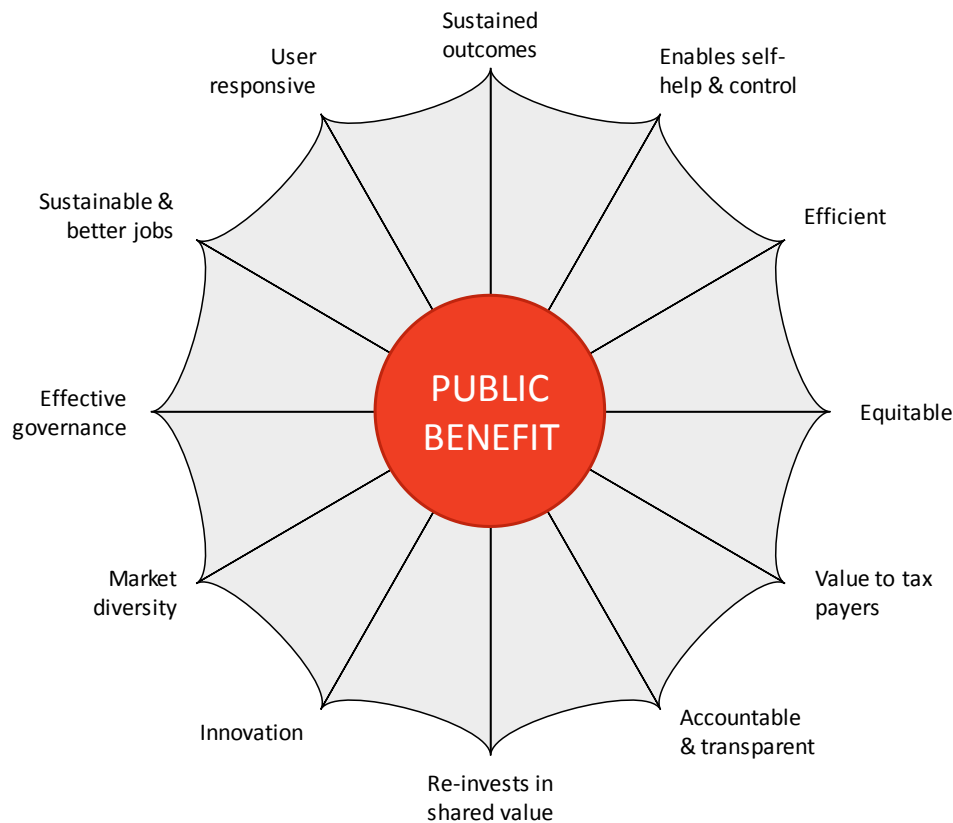 Sustained
outcomes
Enables self-
help & control
Efficient
Equitable
Value to tax
payers
Accountable
& transparent
Re-invests in
shared value
Innovation
Market
diversity
Effective
governance
Sustainable &
better jobs
User
responsive
PUBLIC
BENEFIT